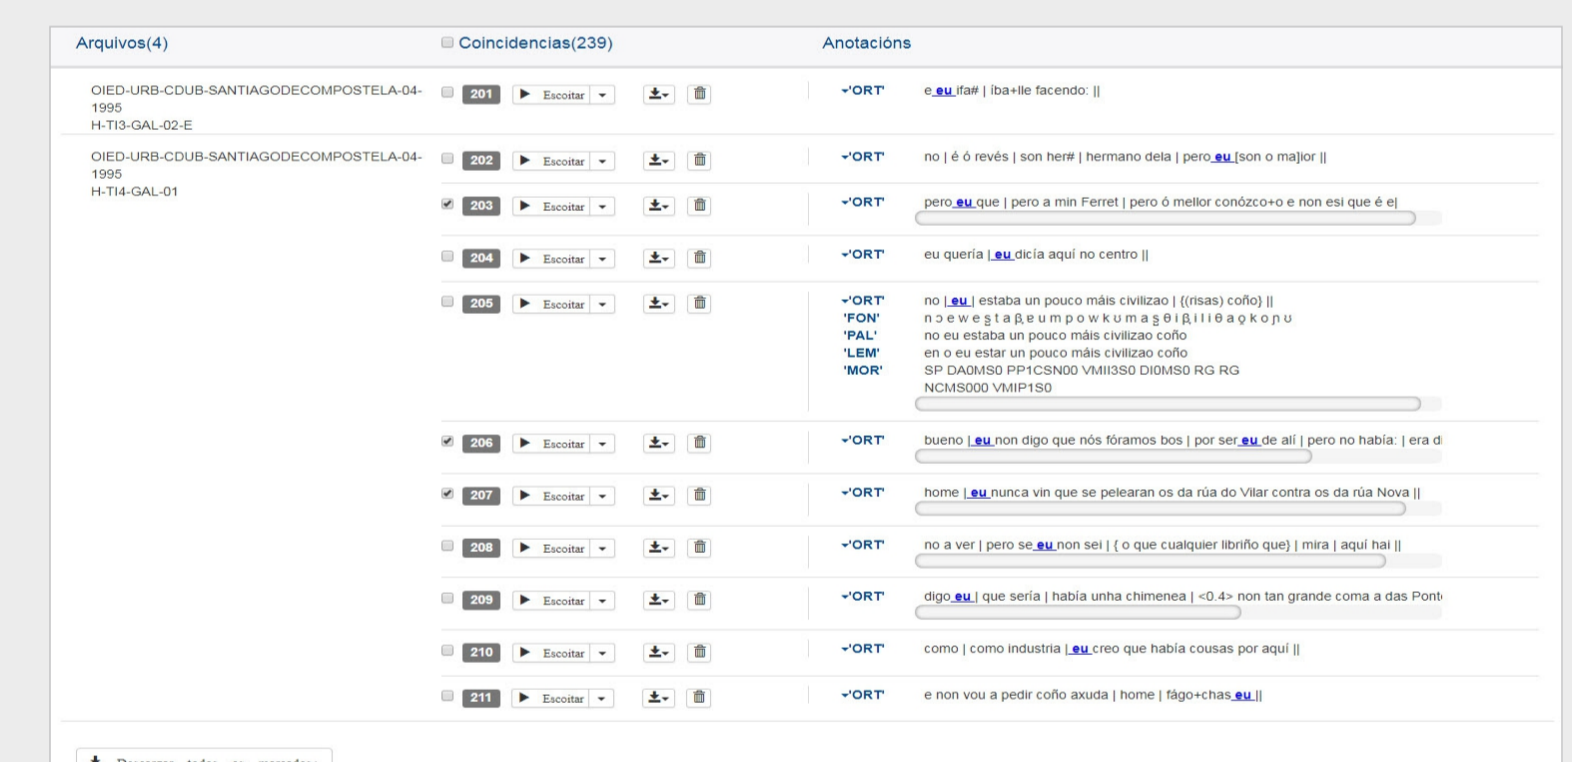 Arquivos(4) Coincidencias(239) Anotacións
OIED-URB-CDUB-SANTIAGODECOMPOSTELA-04-
1995
H-TI3-GAL-02-E
201 Escoitar 'ORT' e eu ifa# | íba+lle facendo: ||
OIED-URB-CDUB-SANTIAGODECOMPOSTELA-04-
1995
H-TI4-GAL-01
202 Escoitar 'ORT' no | é ó revés | son her# | hermano dela | pero eu [son o ma]ior ||
203 Escoitar 'ORT' pero eu que | pero a min Ferret | pero ó mellor conózco+o e non esi que é e|
204 Escoitar 'ORT' eu quería | eu dicía aquí no centro ||
205 Escoitar 'ORT' no | eu | estaba un pouco máis civilizao | {(risas) coño} ||
'FON' n ɔ e w e s̺ t a β̞ ɐ u m p o w k ʊ m a s̺ θ i β̞ i l i θ a o̞ k o ɲ ʊ
'PAL' no eu estaba un pouco máis civilizao coño
'LEM' en o eu estar un pouco máis civilizao coño
'MOR' SP DA0MS0 PP1CSN00 VMII3S0 DI0MS0 RG RG
NCMS000 VMIP1S0
206 Escoitar 'ORT' bueno | eu non digo que nós fóramos bos | por ser eu de alí | pero no había: | era di
207 Escoitar 'ORT' home | eu nunca vin que se pelearan os da rúa do Vilar contra os da rúa Nova ||
208 Escoitar 'ORT' no a ver | pero se eu non sei | { o que cualquier libriño que} | mira | aquí hai ||
209 Escoitar 'ORT' digo eu | que sería | había unha chimenea | <0.4> non tan grande coma a das Ponte
210 Escoitar 'ORT' como | como industria | eu creo que había cousas por aquí ||
211 Escoitar 'ORT' e non vou a pedir coño axuda | home | fágo+chas eu ||